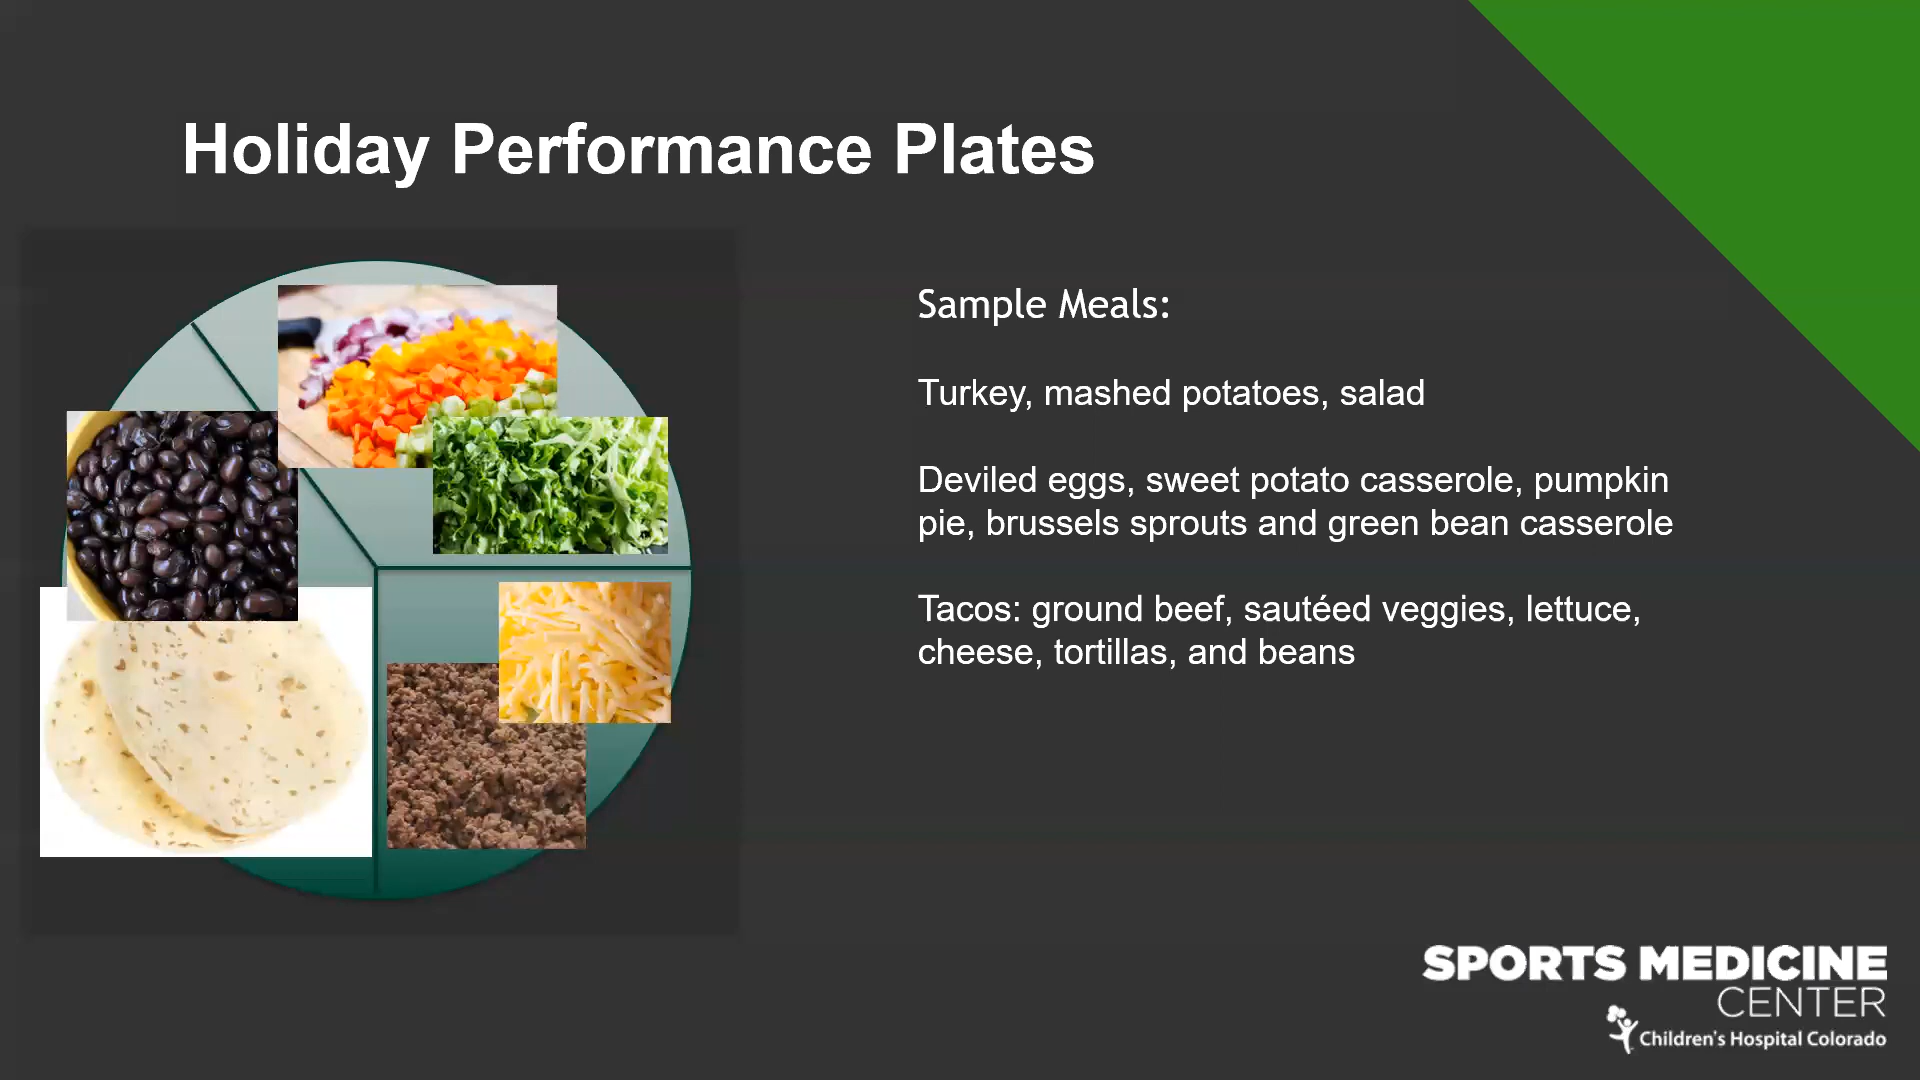 Holiday Performance Plates
Sample Meals:
Turkey, mashed potatoes, salad
Deviled eggs, sweet potato casserole, pumpkin
pie, brussels sprouts and green bean casserole
Tacos: ground beef, sautéed veggies, lettuce,
cheese, tortillas, and beans
SPORTS MEDICINE
CENTER
Children's Hospital Colorado